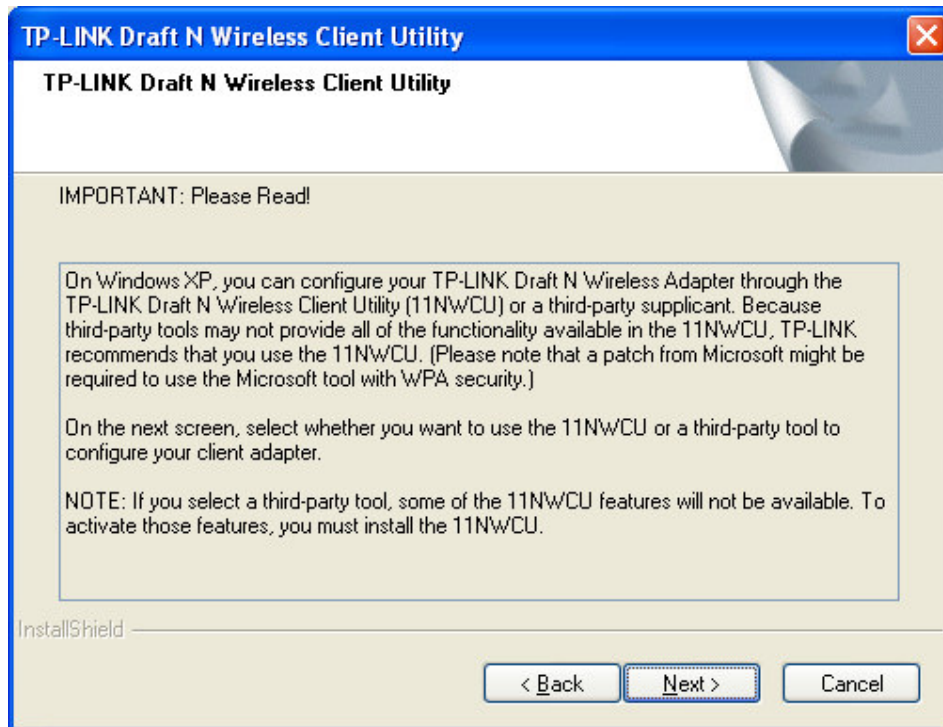 TP-LINK Draft N Wireless Client Utility
TP-LINK Draft N Wireless Client Utility
IMPORTANT: Please Read!
On Windows XP, you can configure your TP-LINK Draft N Wireless Adapter through the
TP-LINK Draft N Wireless Client Utility (11NWCU) or a third-party supplicant. Because
third-party tools may not provide all of the functionality available in the 11NWCU, TP-LINK
recommends that you use the 11NWCU. (Please note that a patch from Microsoft might be
required to use the Microsoft tool with WPA security.)
On the next screen, select whether you want to use the 11NWCU or a third-party tool to
configure your client adapter.
NOTE: If you select a third-party tool, some of the 11NWCU features will not be available. To
activate those features, you must install the 11NWCU.
InstallShield
< Back
Next >
Cancel